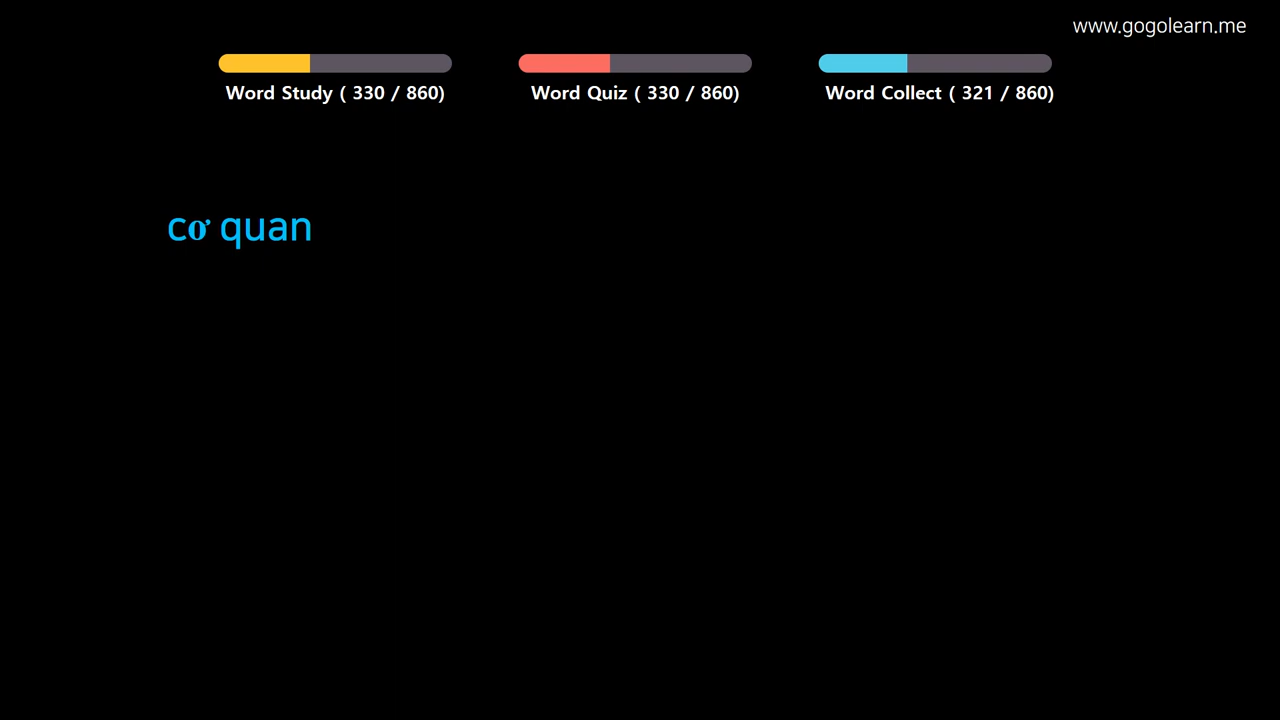 www.gogolearn.me
Word Study ( 330 / 860)
Word Quiz ( 330 / 860)
Word Collect ( 321 / 860)
cơ quan